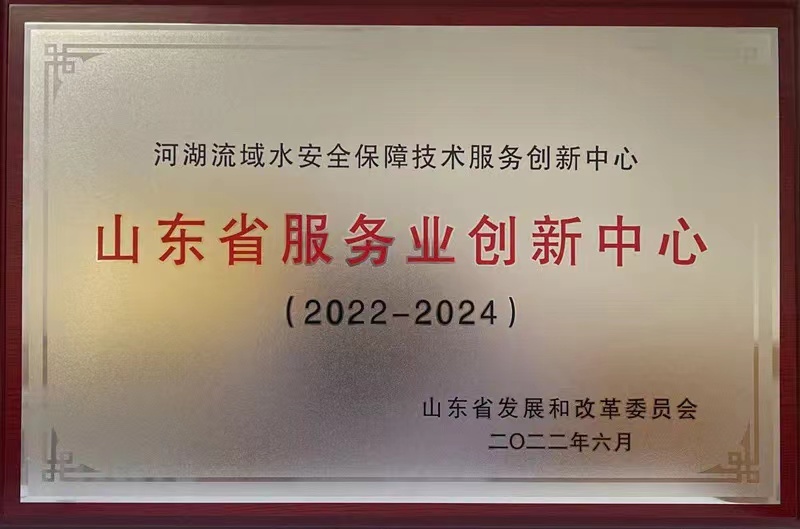 河湖流域水安全保障技术服务创新中心
山东省服务业创新中心
（2022-2024）
山东省发展和改革委员会
二〇二二年六月